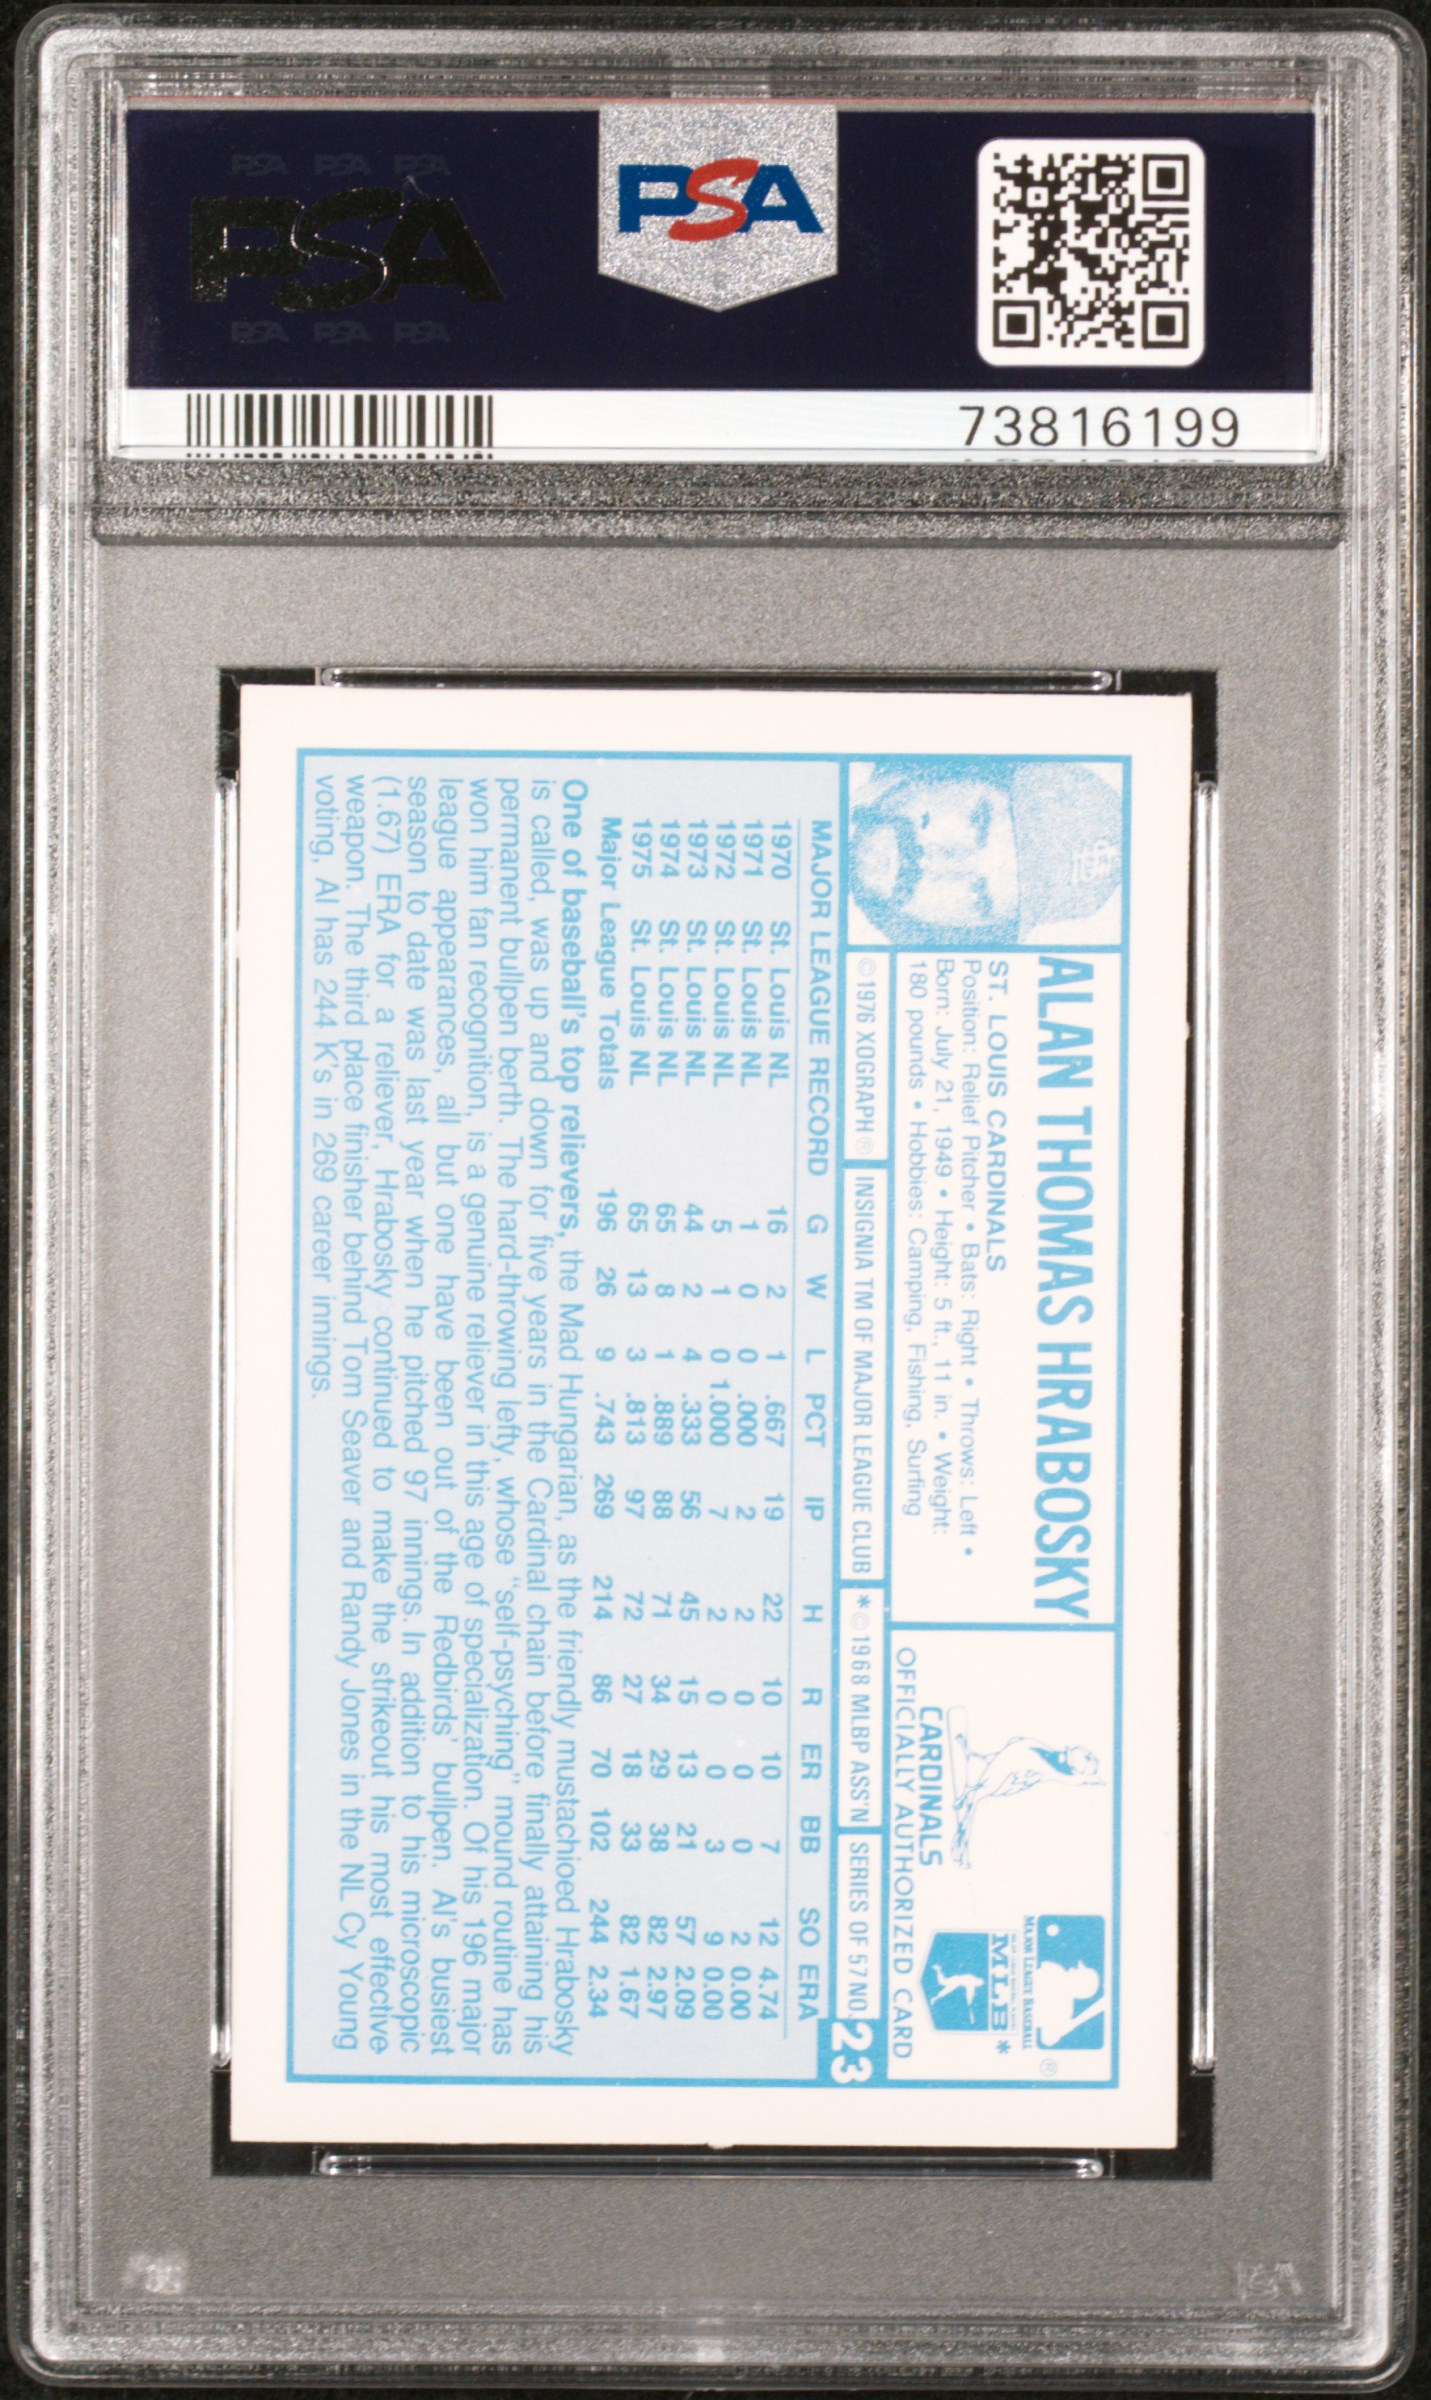 PSA PSA PSA
PSA
PSA PSA PSA
PSA
73816199
ALAN THOMAS HRABOSKY
ST. LOUIS CARDINALS
Position: Relief Pitcher • Bats: Right • Throws: Left •
Born: July 21, 1949 • Height: 5 ft., 11 in. • Weight:
180 pounds • Hobbies: Camping, Fishing, Surfing
CARDINALS
OFFICIALLY AUTHORIZED CARD
MAJOR LEAGUE BASEBALL ®
MLB *
© 1976 XOGRAPH ® INSIGNIA TM OF MAJOR LEAGUE CLUB * © 1968 MLBP ASS'N SERIES OF 57 NO. 23
MAJOR LEAGUE RECORD G W L PCT IP H R ER BB SO ERA
1970 St. Louis NL 16 2 1 .667 19 22 10 10 7 12 4.74
1971 St. Louis NL 1 0 0 .000 2 2 0 0 0 2 0.00
1972 St. Louis NL 5 1 0 1.000 7 2 0 0 3 9 0.00
1973 St. Louis NL 44 2 4 .333 56 45 15 13 21 57 2.09
1974 St. Louis NL 65 8 1 .889 88 71 34 29 38 82 2.97
1975 St. Louis NL 65 13 3 .813 97 72 27 18 33 82 1.67
Major League Totals 196 26 9 .743 269 214 86 70 102 244 2.34
One of baseball's top relievers, the Mad Hungarian, as the friendly mustachioed Hrabosky
is called, was up and down for five years in the Cardinal chain before finally attaining his
permanent bullpen berth. The hard-throwing lefty, whose "self-psyching" mound routine has
won him fan recognition, is a genuine reliever in this age of specialization. Of his 196 major
league appearances, all but one have been out of the Redbirds' bullpen. Al's busiest
season to date was last year when he pitched 97 innings. In addition to his microscopic
(1.67) ERA for a reliever, Hrabosky continued to make the strikeout his most effective
weapon. The third place finisher behind Tom Seaver and Randy Jones in the NL Cy Young
voting, Al has 244 K's in 269 career innings.